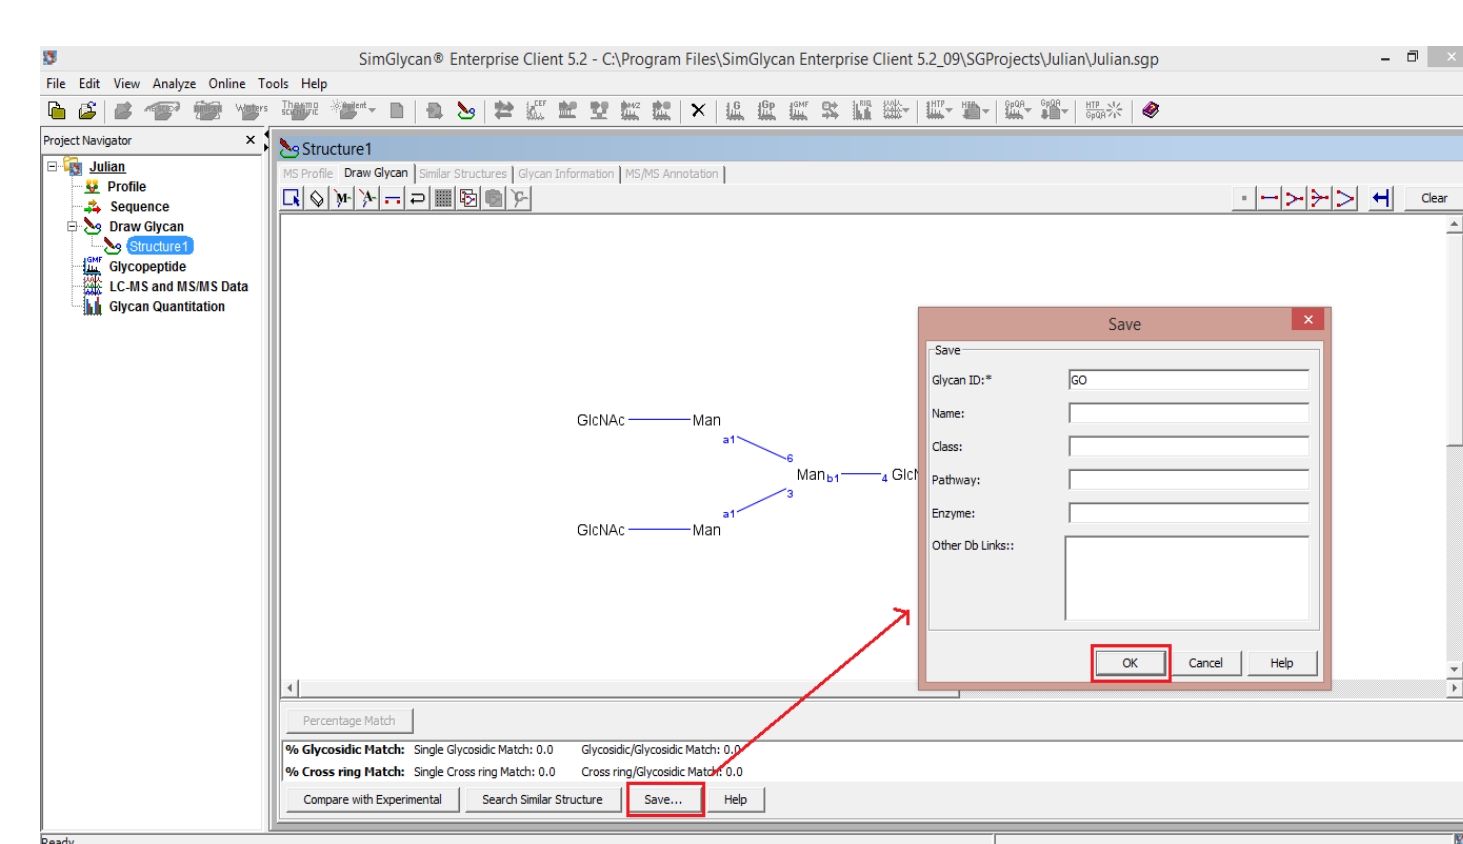 SimGlycan® Enterprise Client 5.2 - C:\Program Files\SimGlycan Enterprise Client 5.2_09\SGProjects\Julian\Julian.sgp
File Edit View Analyze Online Tools Help
Project Navigator
Julian
Profile
Sequence
Draw Glycan
Structure1
Glycopeptide
LC-MS and MS/MS Data
Glycan Quantitation
Structure1
MS Profile Draw Glycan Similar Structures Glycan Information MS/MS Annotation
Clear
GlcNAc Man
a1
6
Man b1 4 GlcN
3
a1
GlcNAc Man
Save
Save
Glycan ID:* GO
Name:
Class:
Pathway:
Enzyme:
Other Db Links::
OK Cancel Help
Percentage Match
% Glycosidic Match: Single Glycosidic Match: 0.0 Glycosidic/Glycosidic Match: 0.0
% Cross ring Match: Single Cross ring Match: 0.0 Cross ring/Glycosidic Match: 0.0
Compare with Experimental Search Similar Structure Save... Help
Ready